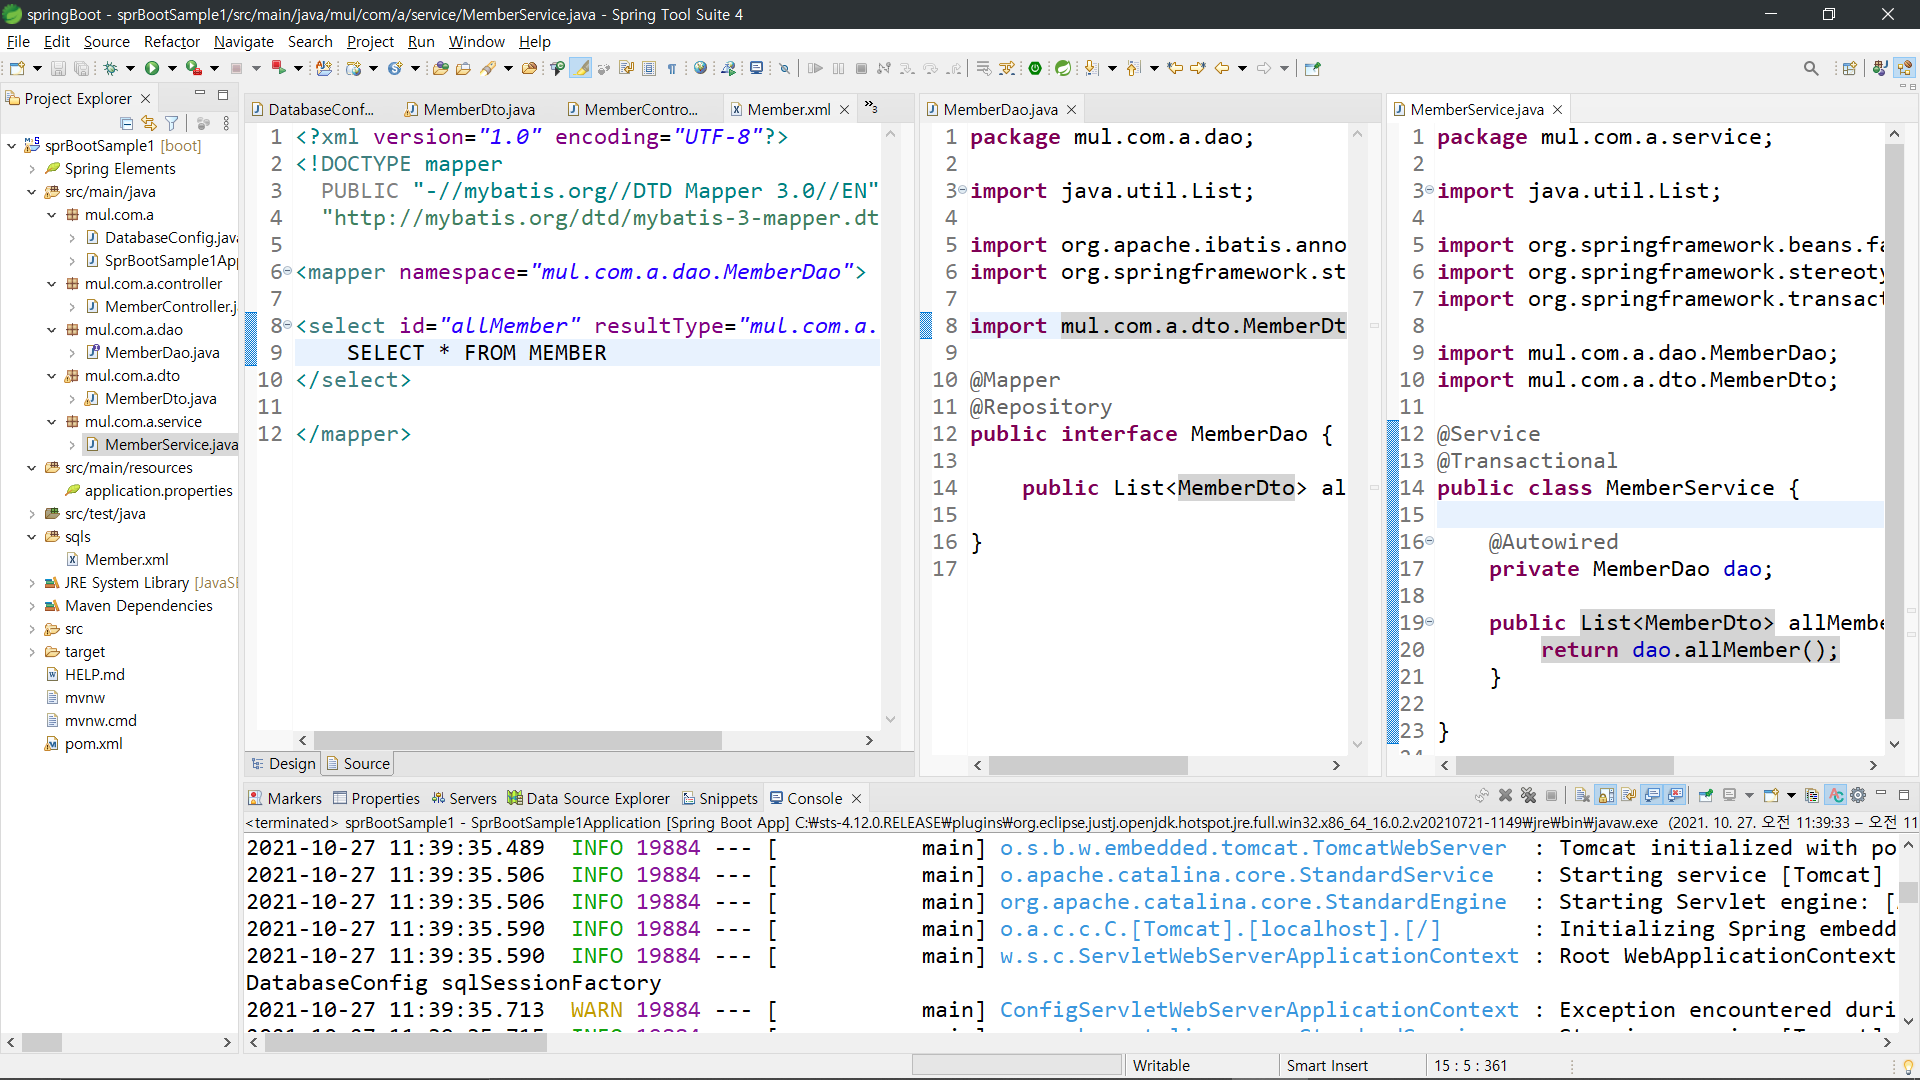 springBoot - sprBootSample1/src/main/java/mul/com/a/service/MemberService.java - Spring Tool Suite 4
File Edit Source Refactor Navigate Search Project Run Window Help
Project Explorer
sprBootSample1 [boot]
Spring Elements
src/main/java
mul.com.a
DatabaseConfig.java
SprBootSample1App
mul.com.a.controller
MemberController.j
mul.com.a.dao
MemberDao.java
mul.com.a.dto
MemberDto.java
mul.com.a.service
MemberService.java
src/main/resources
application.properties
src/test/java
sqls
Member.xml
JRE System Library [JavaSE
Maven Dependencies
src
target
HELP.md
mvnw
mvnw.cmd
pom.xml
DatabaseConf... MemberDto.java MemberContro... Member.xml »3
1 <?xml version="1.0" encoding="UTF-8"?>
2 <!DOCTYPE mapper
3 PUBLIC "-//mybatis.org//DTD Mapper 3.0//EN"
4 "http://mybatis.org/dtd/mybatis-3-mapper.dt
5
6 <mapper namespace="mul.com.a.dao.MemberDao">
7
8 <select id="allMember" resultType="mul.com.a.
9 SELECT * FROM MEMBER
10 </select>
11
12 </mapper>
Design Source
MemberDao.java
1 package mul.com.a.dao;
2
3 import java.util.List;
4
5 import org.apache.ibatis.anno
6 import org.springframework.st
7
8 import mul.com.a.dto.MemberDt
9
10 @Mapper
11 @Repository
12 public interface MemberDao {
13
14 public List<MemberDto> al
15
16 }
17
MemberService.java
1 package mul.com.a.service;
2
3 import java.util.List;
4
5 import org.springframework.beans.fa
6 import org.springframework.stereoty
7 import org.springframework.transact
8
9 import mul.com.a.dao.MemberDao;
10 import mul.com.a.dto.MemberDto;
11
12 @Service
13 @Transactional
14 public class MemberService {
15
16 @Autowired
17 private MemberDao dao;
18
19 public List<MemberDto> allMembe
20 return dao.allMember();
21 }
22
23 }
24
Markers Properties Servers Data Source Explorer Snippets Console
<terminated> sprBootSample1 - SprBootSample1Application [Spring Boot App] C:₩sts-4.12.0.RELEASE₩plugins₩org.eclipse.justj.openjdk.hotspot.jre.full.win32.x86_64_16.0.2.v20210721-1149₩jre₩bin₩javaw.exe (2021. 10. 27. 오전 11:39:33 – 오전 11
2021-10-27 11:39:35.489 INFO 19884 --- [ main] o.s.b.w.embedded.tomcat.TomcatWebServer : Tomcat initialized with po
2021-10-27 11:39:35.506 INFO 19884 --- [ main] o.apache.catalina.core.StandardService : Starting service [Tomcat]
2021-10-27 11:39:35.506 INFO 19884 --- [ main] org.apache.catalina.core.StandardEngine : Starting Servlet engine: [
2021-10-27 11:39:35.590 INFO 19884 --- [ main] o.a.c.c.C.[Tomcat].[localhost].[/] : Initializing Spring embedd
2021-10-27 11:39:35.590 INFO 19884 --- [ main] w.s.c.ServletWebServerApplicationContext : Root WebApplicationContext
DatabaseConfig sqlSessionFactory
2021-10-27 11:39:35.713 WARN 19884 --- [ main] ConfigServletWebServerApplicationContext : Exception encountered duri
Writable Smart Insert 15 : 5 : 361